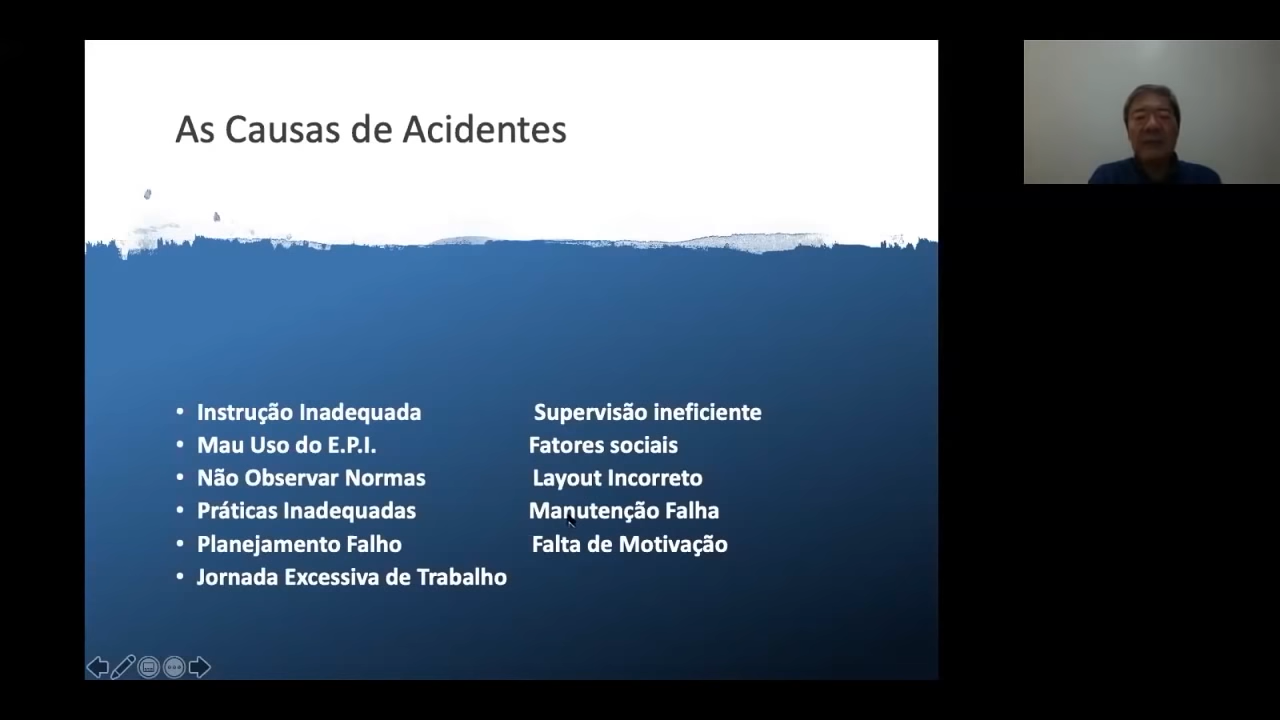 As Causas de Acidentes
• Instrução Inadequada Supervisão ineficiente
• Mau Uso do E.P.I. Fatores sociais
• Não Observar Normas Layout Incorreto
• Práticas Inadequadas Manutenção Falha
• Planejamento Falho Falta de Motivação
• Jornada Excessiva de Trabalho